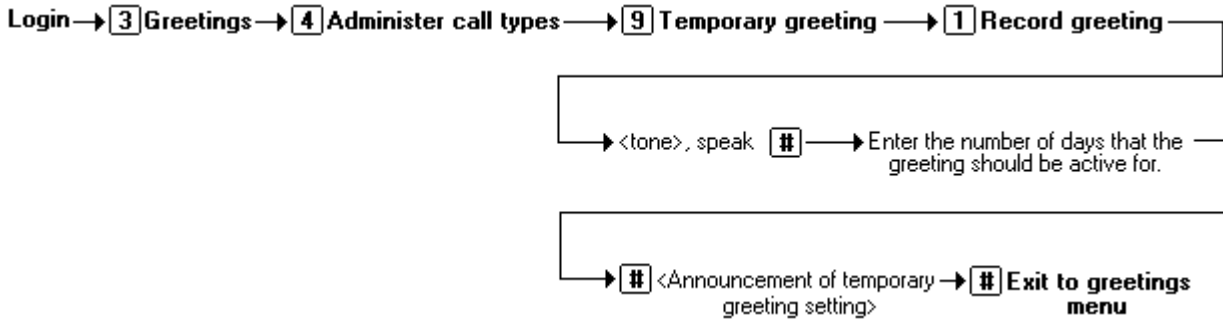 Login 3 Greetings 4 Administer call types 9 Temporary greeting 1 Record greeting
<tone>, speak # Enter the number of days that the
greeting should be active for.
# <Announcement of temporary # Exit to greetings
greeting setting> menu